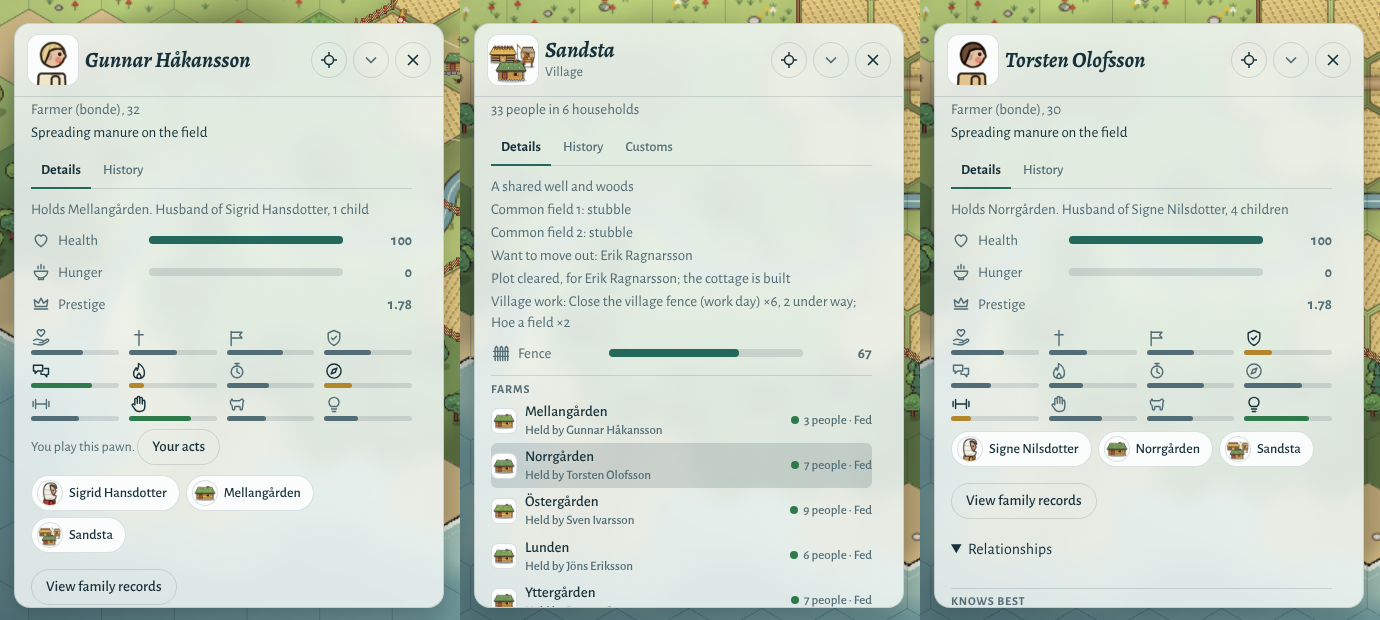 Gunnar Håkansson
Farmer (bonde), 32
Spreading manure on the field
Details
History
Holds Mellangården. Husband of Sigrid Hansdotter, 1 child
Health
100
Hunger
0
Prestige
1.78
You play this pawn.
Your acts
Sigrid Hansdotter
Mellangården
Sandsta
View family records
Sandsta
Village
33 people in 6 households
Details
History
Customs
A shared well and woods
Common field 1: stubble
Common field 2: stubble
Want to move out: Erik Ragnarsson
Plot cleared, for Erik Ragnarsson; the cottage is built
Village work: Close the village fence (work day) ×6, 2 under way;
Hoe a field ×2
Fence
67
FARMS
Mellangården
Held by Gunnar Håkansson
3 people · Fed
Norrgården
Held by Torsten Olofsson
7 people · Fed
Östergården
Held by Sven Ivarsson
9 people · Fed
Lunden
Held by Jöns Eriksson
6 people · Fed
Yttergården
7 people · Fed
Torsten Olofsson
Farmer (bonde), 30
Spreading manure on the field
Details
History
Holds Norrgården. Husband of Signe Nilsdotter, 4 children
Health
100
Hunger
0
Prestige
1.78
Signe Nilsdotter
Norrgården
Sandsta
View family records
▼ Relationships
KNOWS BEST